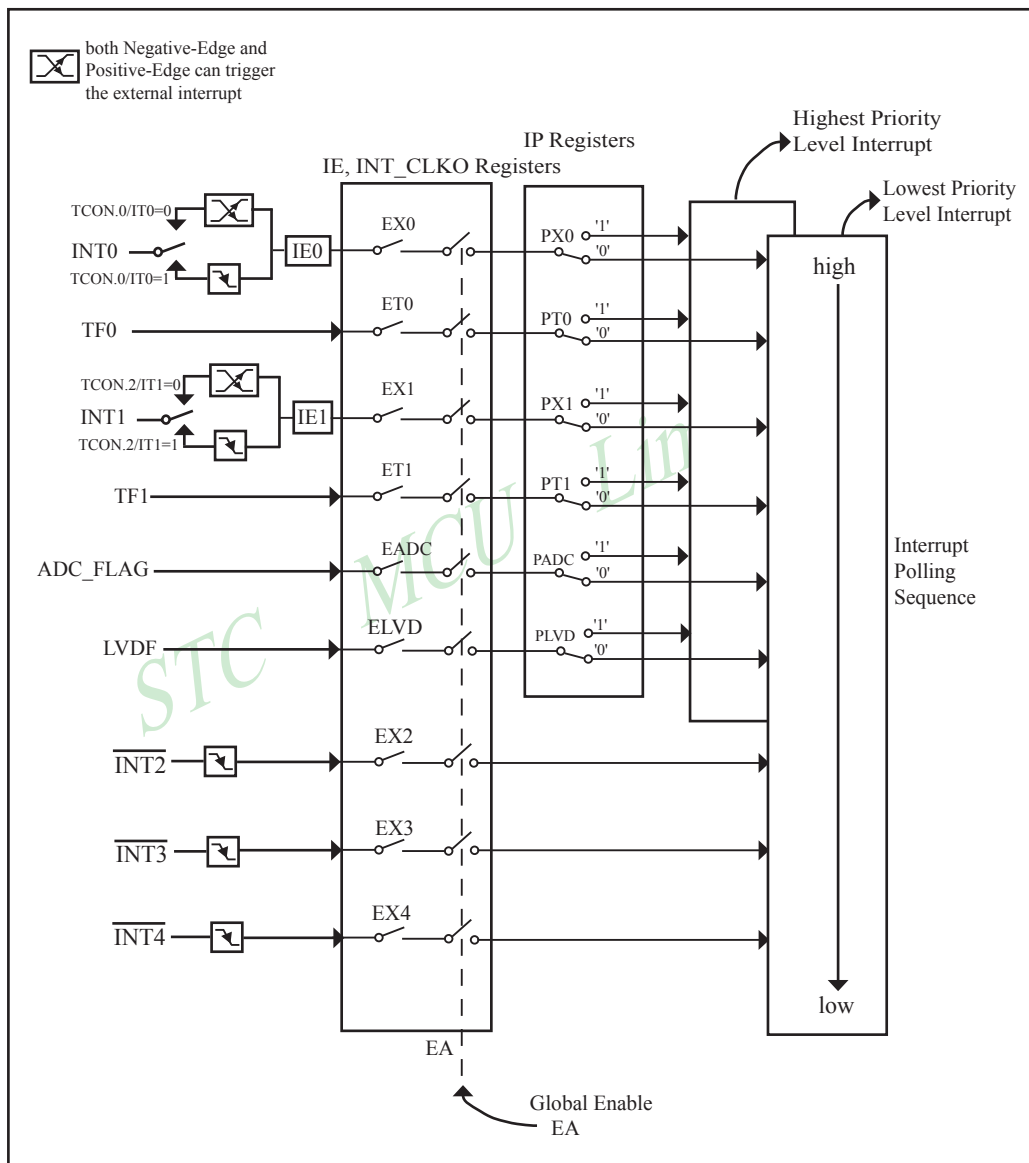 both Negative-Edge and
Positive-Edge can trigger
the external interrupt
Highest Priority
Level Interrupt
IP Registers
IE, INT_CLKO Registers
Lowest Priority
Level Interrupt
TCON.0/IT0=0
INT0
TCON.0/IT0=1
IE0
EX0
PX0
'1'
'0'
high
TF0
ET0
PT0
'1'
'0'
TCON.2/IT1=0
INT1
TCON.2/IT1=1
IE1
EX1
PX1
'1'
'0'
TF1
ET1
PT1
'1'
'0'
ADC_FLAG
EADC
PADC
'1'
'0'
Interrupt
Polling
Sequence
LVDF
ELVD
PLVD
'1'
'0'
STC MCU Lim
INT2
EX2
INT3
EX3
INT4
EX4
low
EA
Global Enable
EA